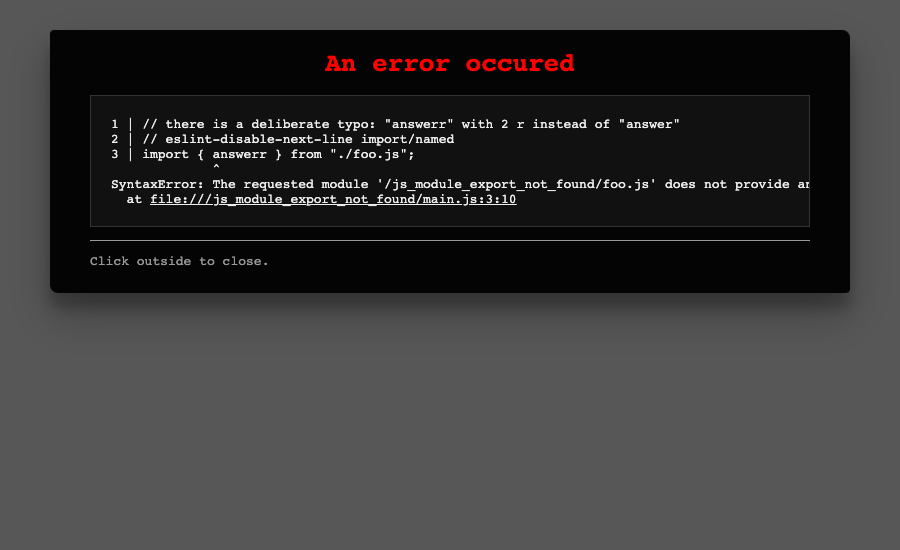 An error occured
1 | // there is a deliberate typo: "answerr" with 2 r instead of "answer"
2 | // eslint-disable-next-line import/named
3 | import { answerr } from "./foo.js";
^
SyntaxError: The requested module '/js_module_export_not_found/foo.js' does not provide
at file:///js_module_export_not_found/main.js:3:10
Click outside to close.